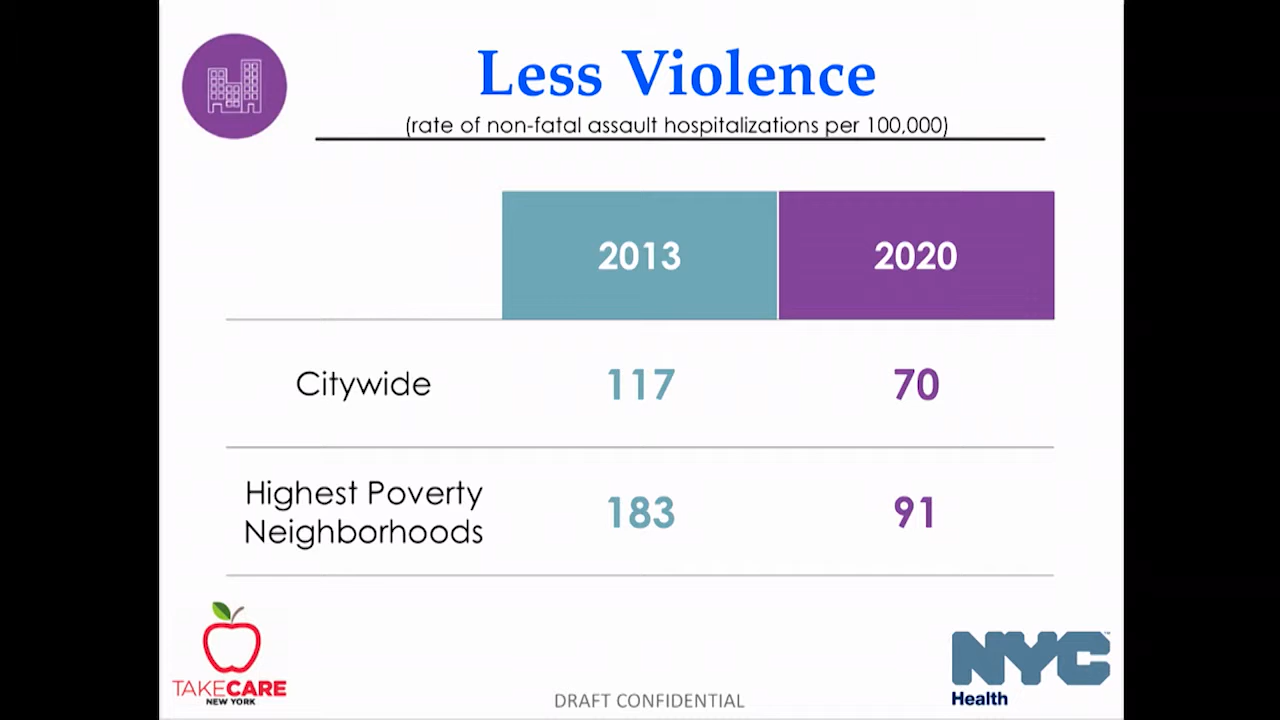 Less Violence
(rate of non-fatal assault hospitalizations per 100,000)
2013 2020
Citywide 117 70
Highest Poverty
Neighborhoods 183 91
TAKECARE
NEW YORK
DRAFT CONFIDENTIAL
NYC
Health